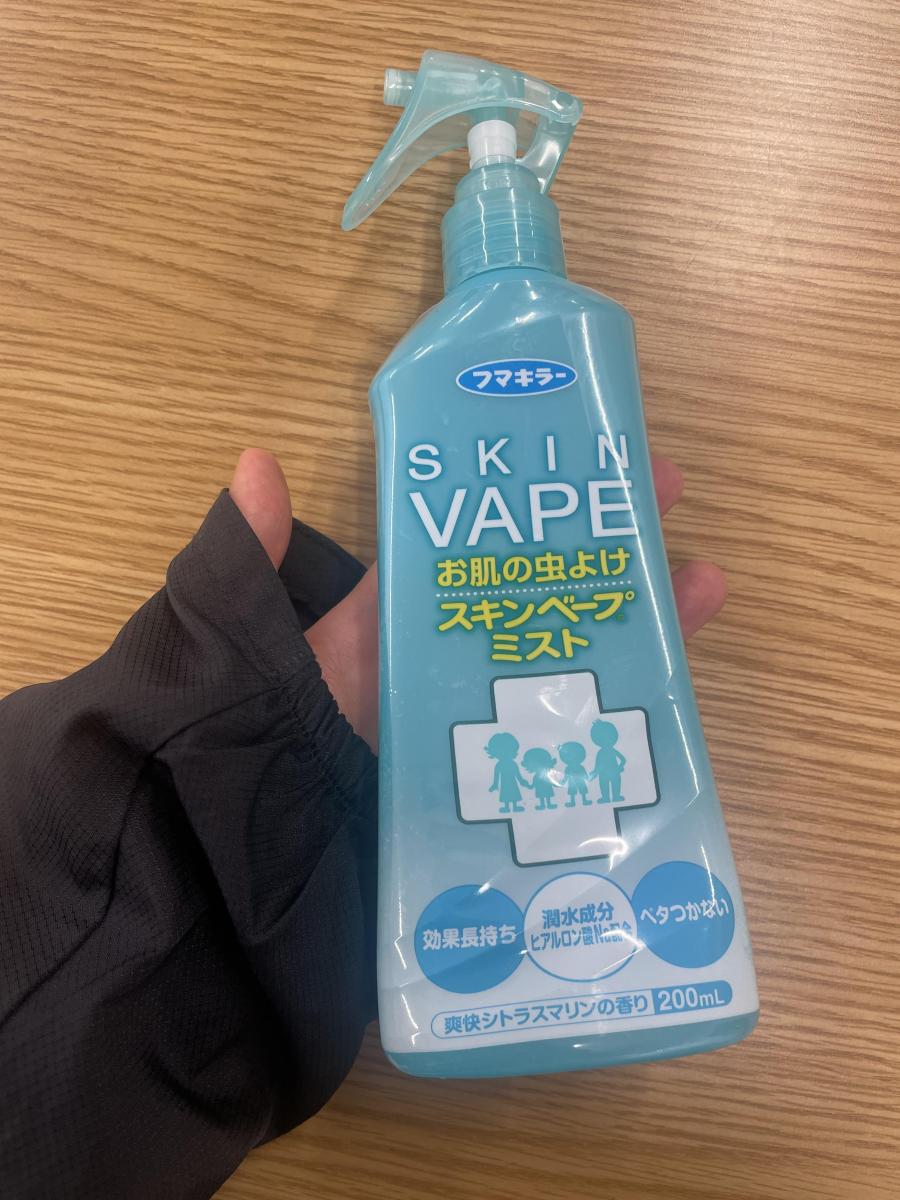 フマキラー
SKIN
VAPE
お肌の虫よけ
スキンベープ
ミスト
効果長持ち
潤水成分
ヒアルロン酸Na配合
ベタつかない
爽快シトラスマリンの香り 200mL